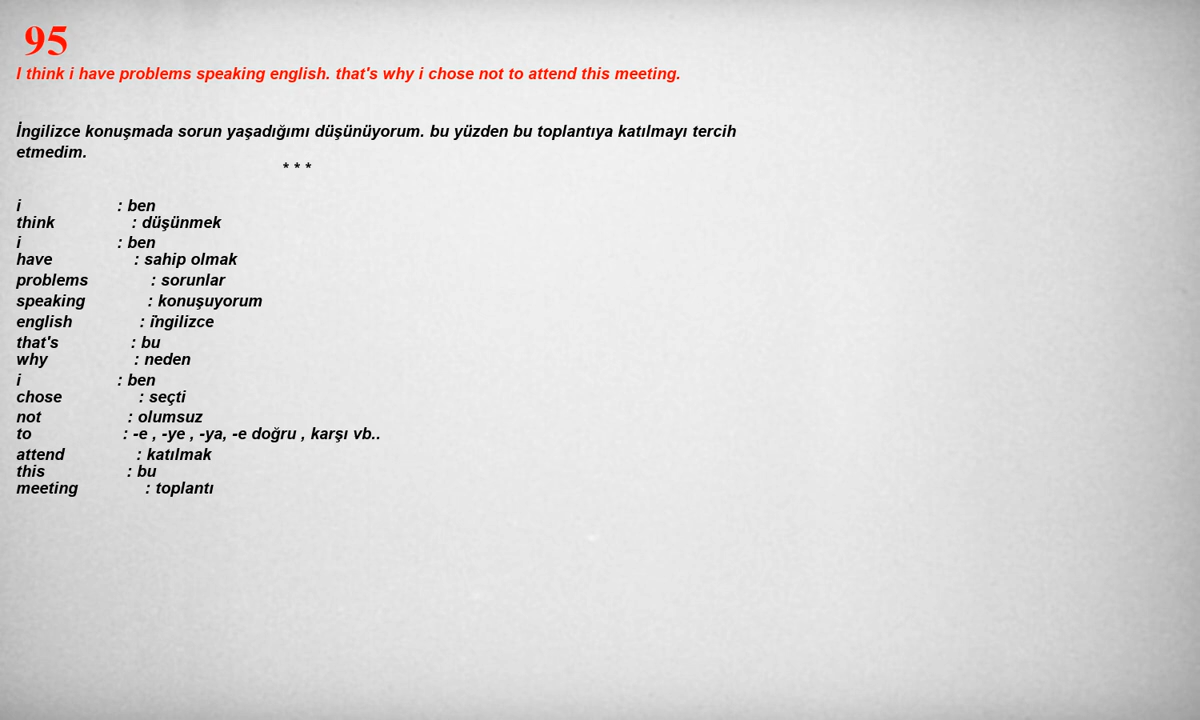 95
I think i have problems speaking english. that's why i chose not to attend this meeting.
İngilizce konuşmada sorun yaşadığımı düşünüyorum. bu yüzden bu toplantıya katılmayı tercih
etmedim.
* * *
i : ben
think : düşünmek
i : ben
have : sahip olmak
problems : sorunlar
speaking : konuşuyorum
english : i̇ngilizce
that's : bu
why : neden
i : ben
chose : seçti
not : olumsuz
to : -e , -ye , -ya, -e doğru , karşı vb..
attend : katılmak
this : bu
meeting : toplantı